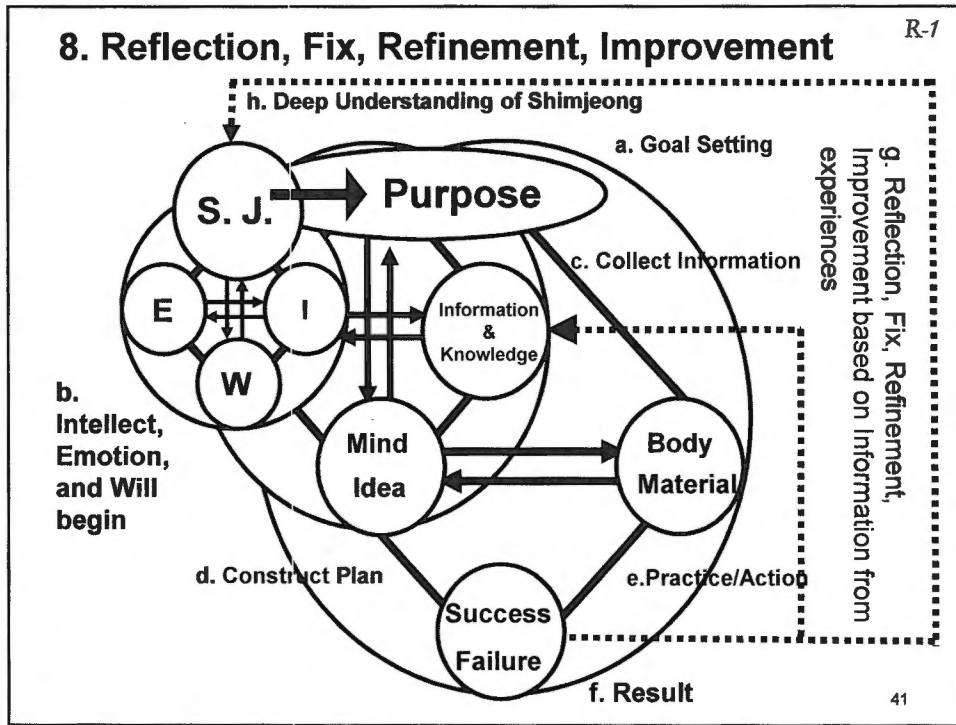 R-1
8. Reflection, Fix, Refinement, Improvement
h. Deep Understanding of Shimjeong
a. Goal Setting
S. J.
Purpose
c. Collect Information
E
I
W
Information
&
Knowledge
b.
Intellect,
Emotion,
and Will
begin
Mind
Idea
Body
Material
d. Construct Plan
e.Practice/Action
Success
Failure
f. Result
g. Reflection, Fix, Refinement,
Improvement based on Information from
experiences
41